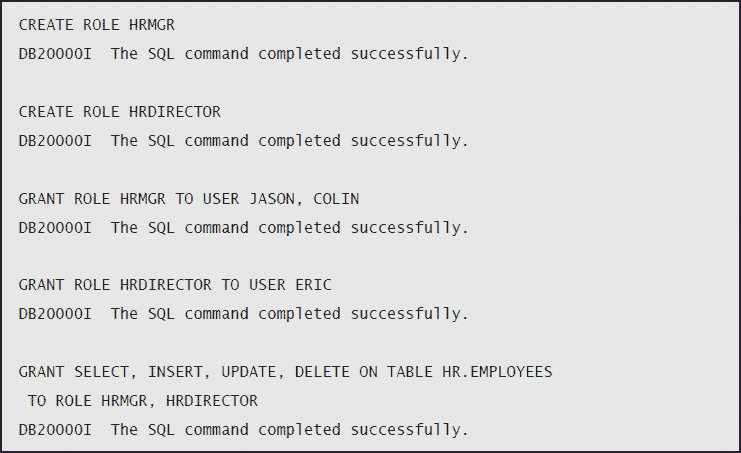 CREATE ROLE HRMGR
DB20000I  The SQL command completed successfully.
CREATE ROLE HRDIRECTOR
DB20000I  The SQL command completed successfully.
GRANT ROLE HRMGR TO USER JASON, COLIN
DB20000I  The SQL command completed successfully.
GRANT ROLE HRDIRECTOR TO USER ERIC
DB20000I  The SQL command completed successfully.
GRANT SELECT, INSERT, UPDATE, DELETE ON TABLE HR.EMPLOYEES
 TO ROLE HRMGR, HRDIRECTOR
DB20000I  The SQL command completed successfully.